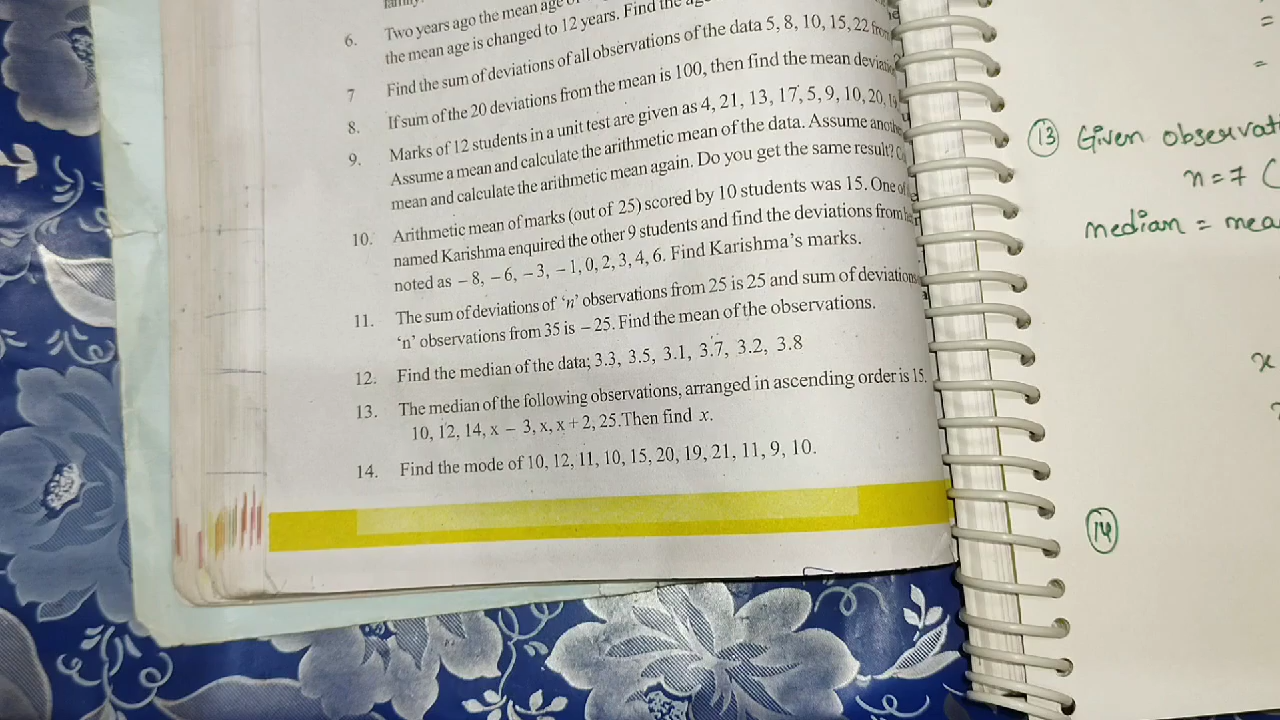 family.
6. Two years ago the mean age
the mean age is changed to 12 years. Find the
7 Find the sum of deviations of all observations of the data 5, 8, 10, 15, 22 from
8. If sum of the 20 deviations from the mean is 100, then find the mean
9. Marks of 12 students in a unit test are given as 4, 21, 13, 17, 5, 9, 10, 20,
Assume a mean and calculate the arithmetic mean of the data. Assume
mean and calculate the arithmetic mean again. Do you get the same result?
10. Arithmetic mean of marks (out of 25) scored by 10 students was 15. One of
named Karishma enquired the other 9 students and find the deviations from
noted as – 8, – 6, – 3, – 1, 0, 2, 3, 4, 6. Find Karishma's marks.
11. The sum of deviations of 'n' observations from 25 is 25 and sum of deviations
'n' observations from 35 is – 25. Find the mean of the observations.
12. Find the median of the data; 3.3, 3.5, 3.1, 3.7, 3.2, 3.8
13. The median of the following observations, arranged in ascending order is 15.
10, 12, 14, x – 3, x, x + 2, 25.Then find x.
14. Find the mode of 10, 12, 11, 10, 15, 20, 19, 21, 11, 9, 10.
=
=
13 Given observati
n = 7 (
median = mea
x
14